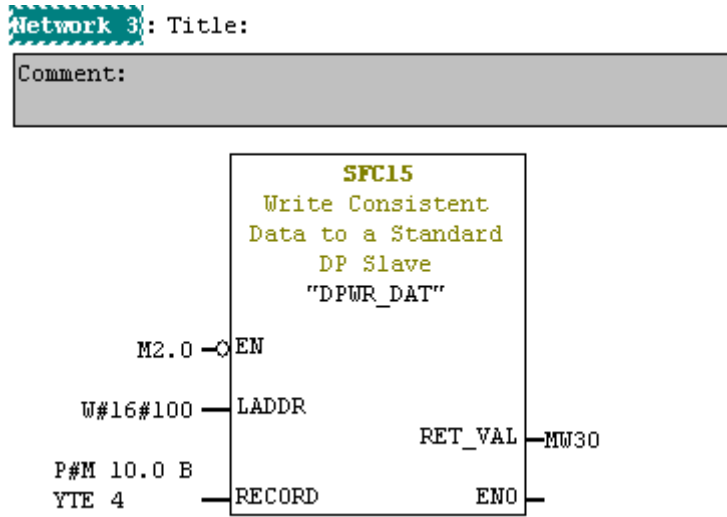 Network 3: Title:
Comment:
SFC15
Write Consistent
Data to a Standard
DP Slave
"DPWR_DAT"
M2.0 EN
W#16#100 LADDR
RET_VAL MW30
P#M 10.0 B
YTE 4 RECORD ENO